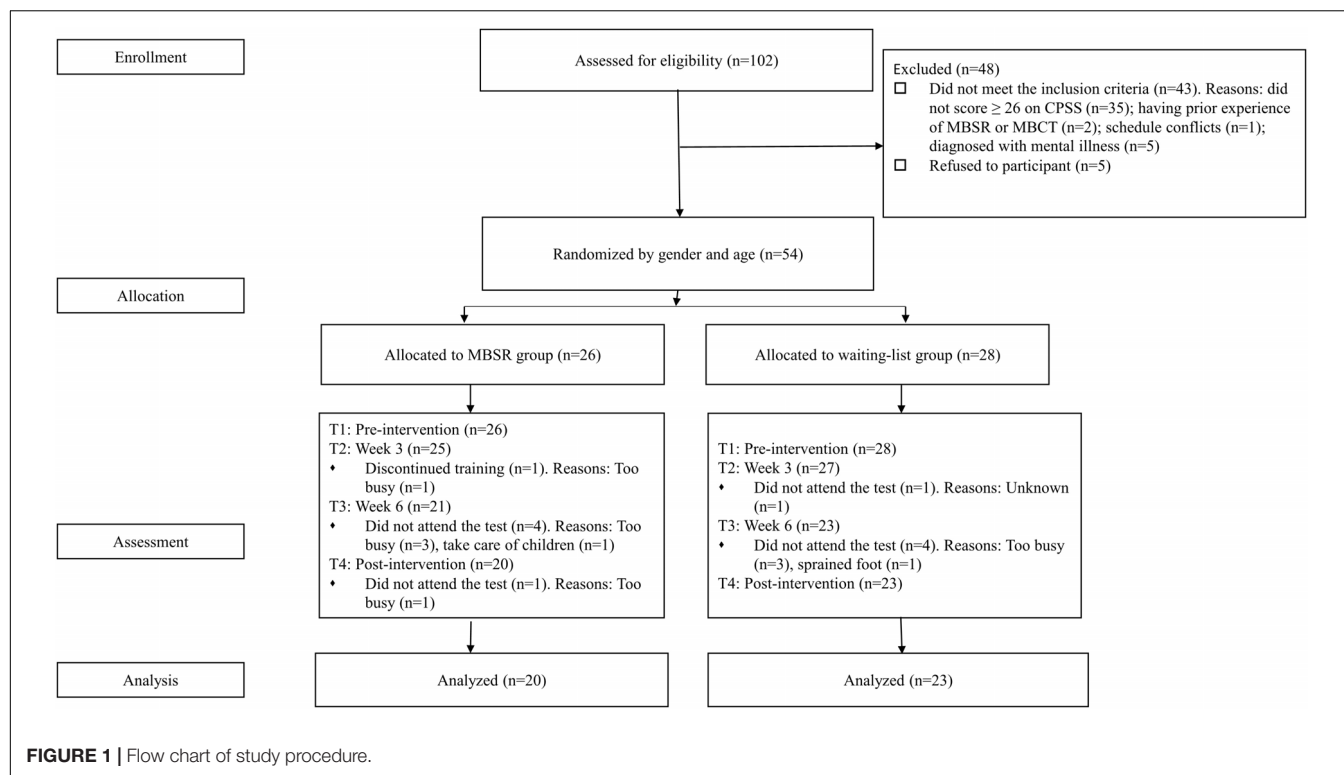 Enrollment
Assessed for eligibility (n=102)
Excluded (n=48)
☐ Did not meet the inclusion criteria (n=43). Reasons: did
not score ≥ 26 on CPSS (n=35); having prior experience
of MBSR or MBCT (n=2); schedule conflicts (n=1);
diagnosed with mental illness (n=5)
☐ Refused to participant (n=5)
Randomized by gender and age (n=54)
Allocation
Allocated to MBSR group (n=26)
Allocated to waiting-list group (n=28)
Assessment
T1: Pre-intervention (n=26)
T2: Week 3 (n=25)
♦ Discontinued training (n=1). Reasons: Too
busy (n=1)
T3: Week 6 (n=21)
♦ Did not attend the test (n=4). Reasons: Too
busy (n=3), take care of children (n=1)
T4: Post-intervention (n=20)
♦ Did not attend the test (n=1). Reasons: Too
busy (n=1)
T1: Pre-intervention (n=28)
T2: Week 3 (n=27)
♦ Did not attend the test (n=1). Reasons: Unknown
(n=1)
T3: Week 6 (n=23)
♦ Did not attend the test (n=4). Reasons: Too busy
(n=3), sprained foot (n=1)
T4: Post-intervention (n=23)
Analysis
Analyzed (n=20)
Analyzed (n=23)
FIGURE 1 | Flow chart of study procedure.